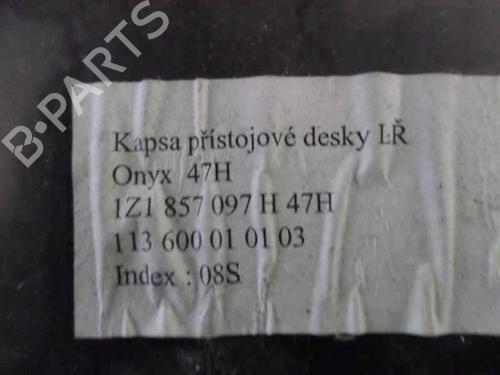 B-PARTS
Kapsa přístojové desky LŘ
Onyx 47H
1Z1 857 097 H 47H
113 600 01 01 03
Index : 08S